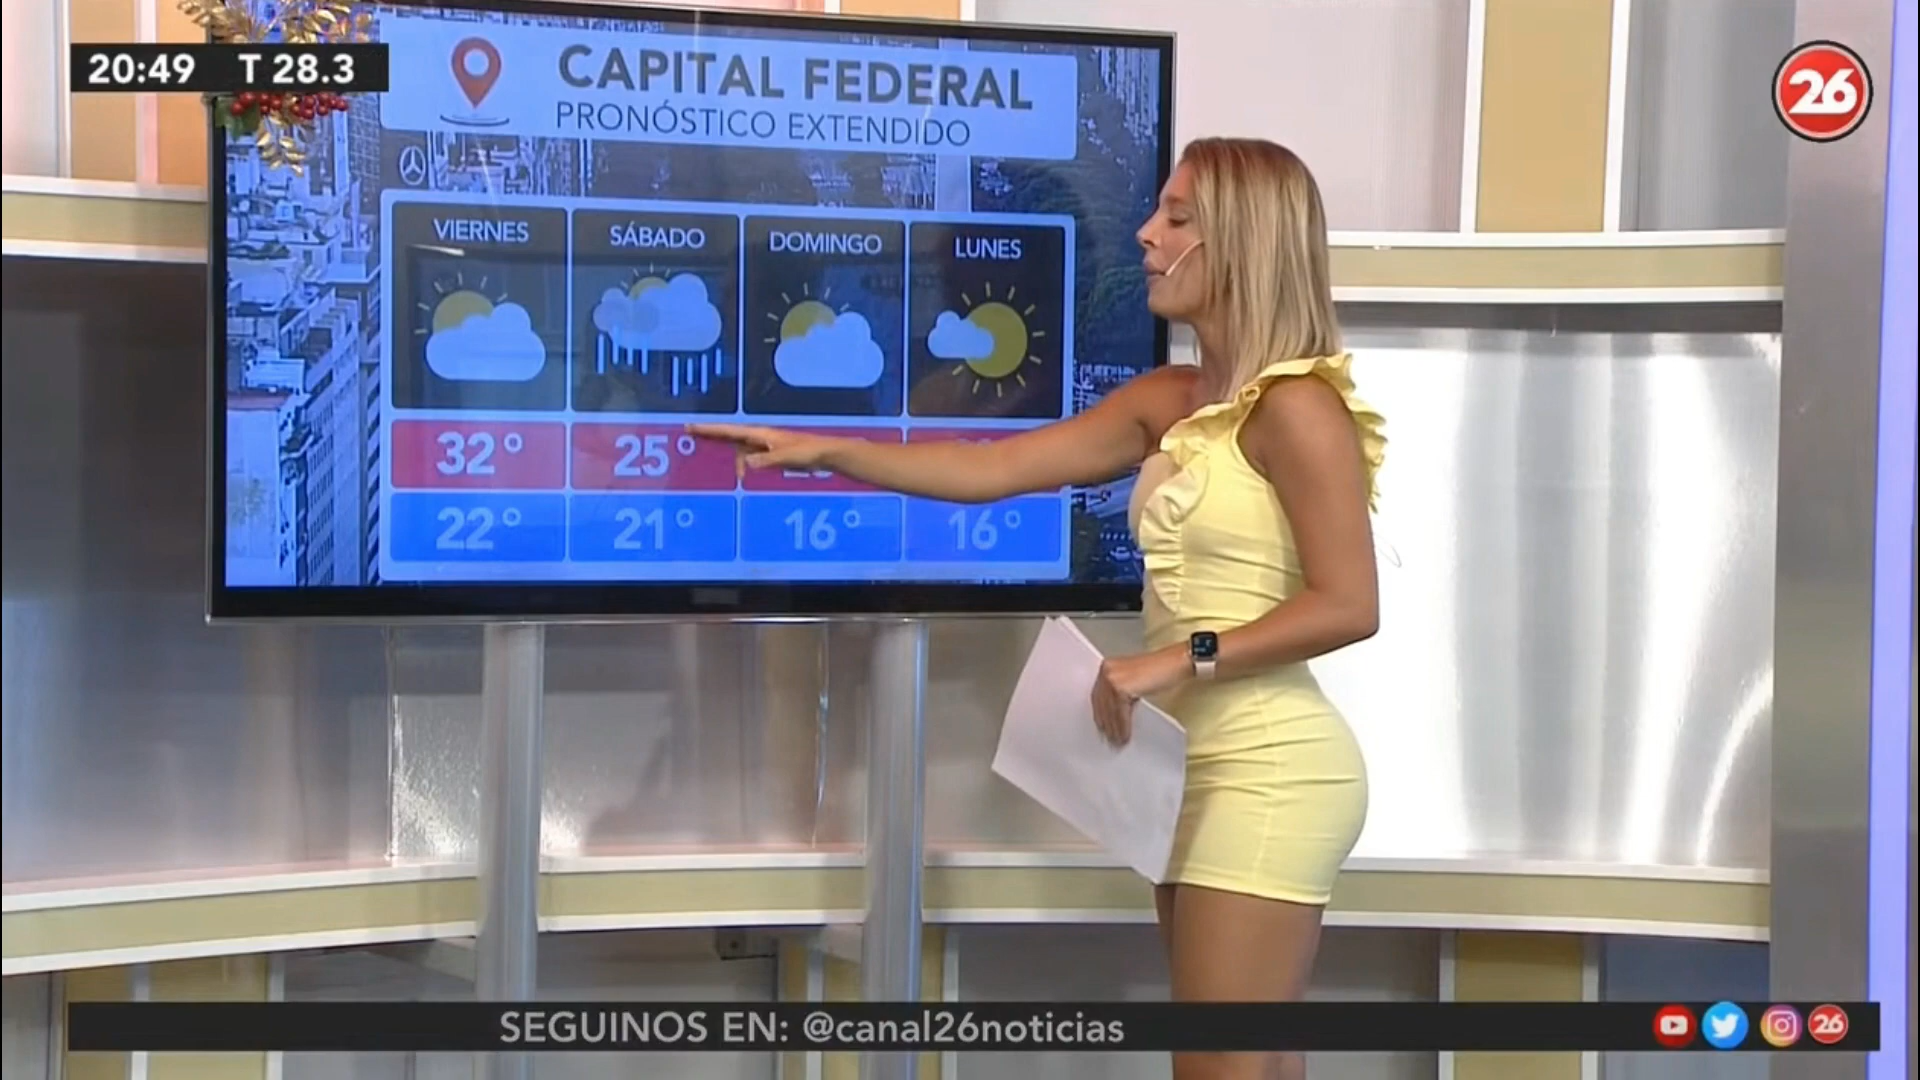 20:49 T 28.3
26
CAPITAL FEDERAL
PRONÓSTICO EXTENDIDO
VIERNES SÁBADO DOMINGO LUNES
32° 25°
22° 21° 16° 16°
SEGUINOS EN: @canal26noticias
26